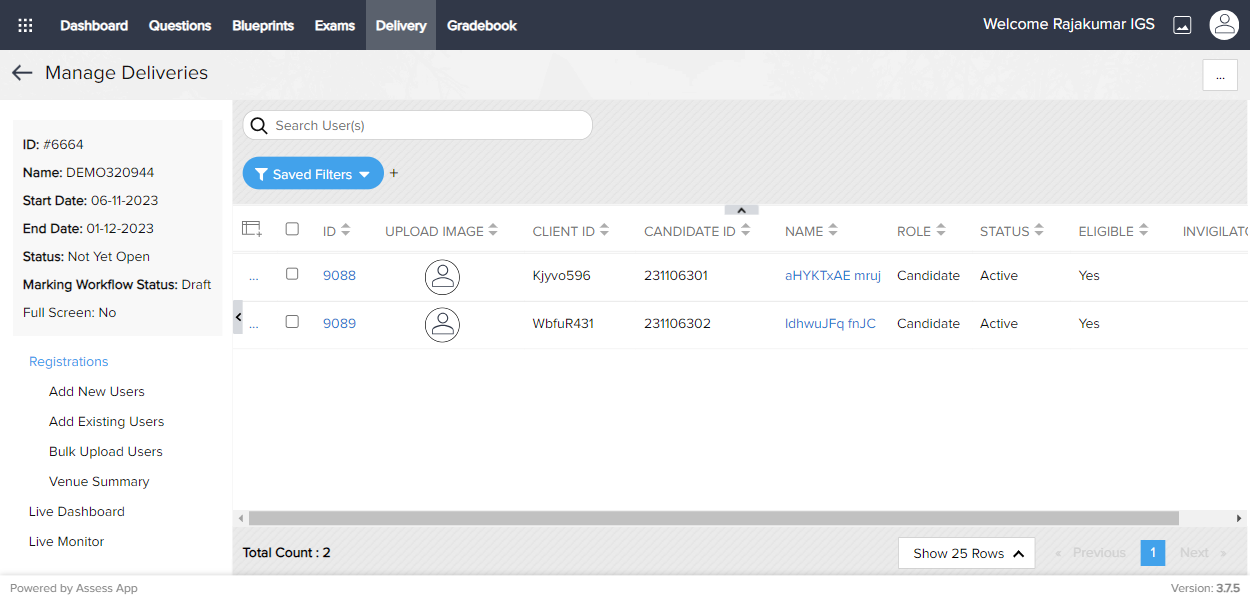 Dashboard Questions Blueprints Exams Delivery Gradebook Welcome Rajakumar IGS
Manage Deliveries
...
ID: #6664
Name: DEMO320944
Start Date: 06-11-2023
End Date: 01-12-2023
Status: Not Yet Open
Marking Workflow Status: Draft
Full Screen: No
Registrations
Add New Users
Add Existing Users
Bulk Upload Users
Venue Summary
Live Dashboard
Live Monitor
Search User(s)
Saved Filters +
ID UPLOAD IMAGE CLIENT ID CANDIDATE ID NAME ROLE STATUS ELIGIBLE INVIGILATO
... 9088 Kjyvo596 231106301 aHYKTxAE mruj Candidate Active Yes
... 9089 WbfuR431 231106302 ldhwuJFq fnJC Candidate Active Yes
Total Count : 2 Show 25 Rows « Previous 1 Next »
Powered by Assess App Version: 3.7.5